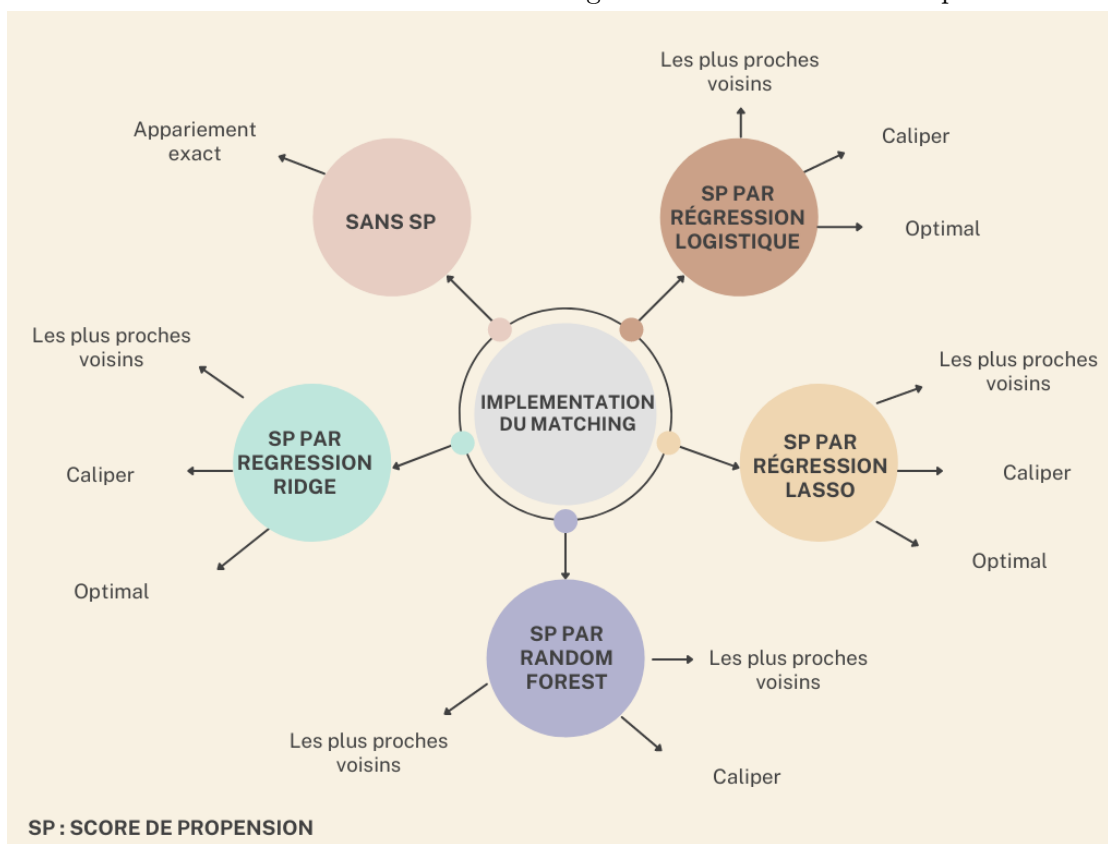 Les plus proches
voisins
Appariement
exact
Caliper
SANS SP
SP PAR
RÉGRESSION
LOGISTIQUE
Optimal
Les plus proches
voisins
IMPLEMENTATION
DU MATCHING
Les plus proches
voisins
SP PAR
REGRESSION
RIDGE
SP PAR
RÉGRESSION
LASSO
Caliper
Caliper
Optimal
Optimal
SP PAR
RANDOM
FOREST
Les plus proches
voisins
Les plus proches
voisins
Caliper
SP : SCORE DE PROPENSION